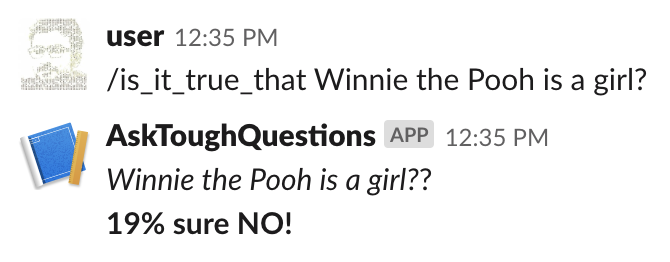 user 12:35 PM
/is_it_true_that Winnie the Pooh is a girl?
AskToughQuestions APP 12:35 PM
Winnie the Pooh is a girl??
19% sure NO!